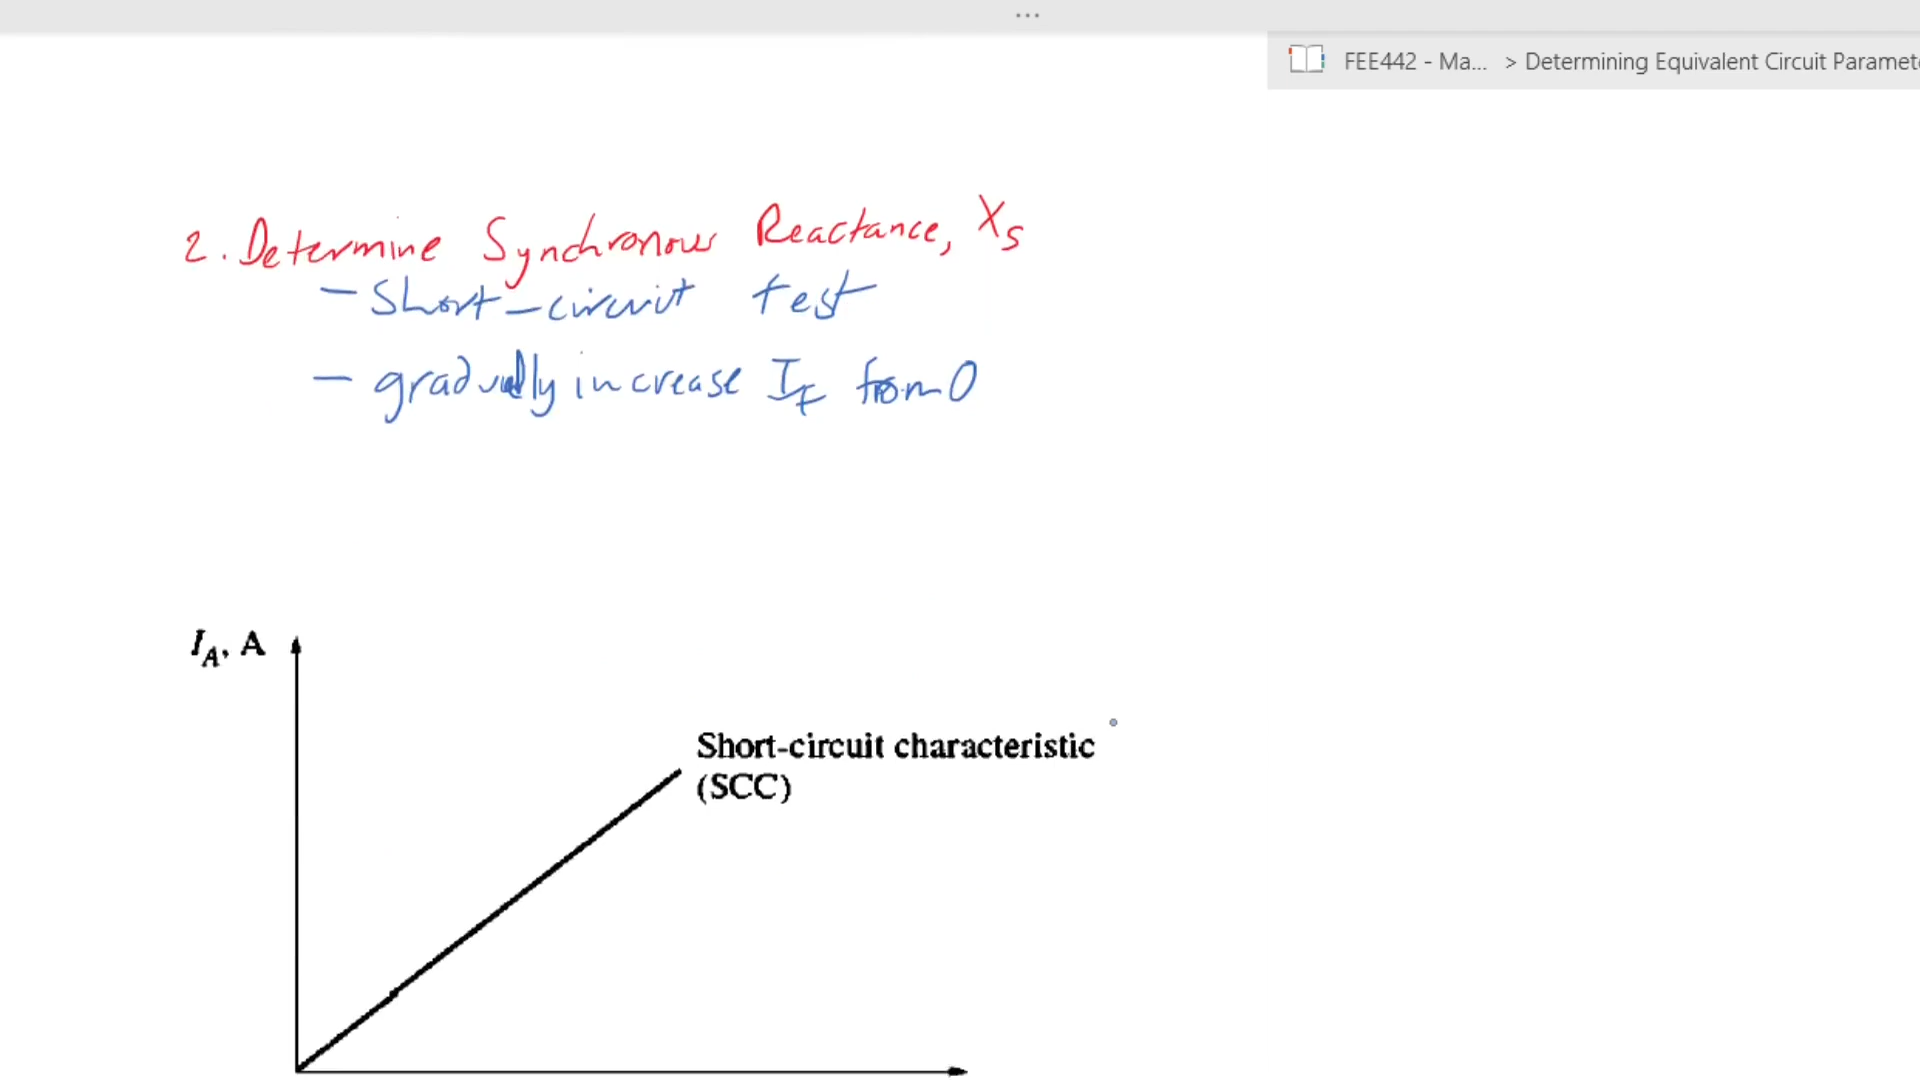 ...
FEE442 - Ma... > Determining Equivalent Circuit Paramet
2. Determine Synchronous Reactance, Xs
- Short-circuit test
- gradually increase IF from 0
IA, A
Short-circuit characteristic
(SCC)